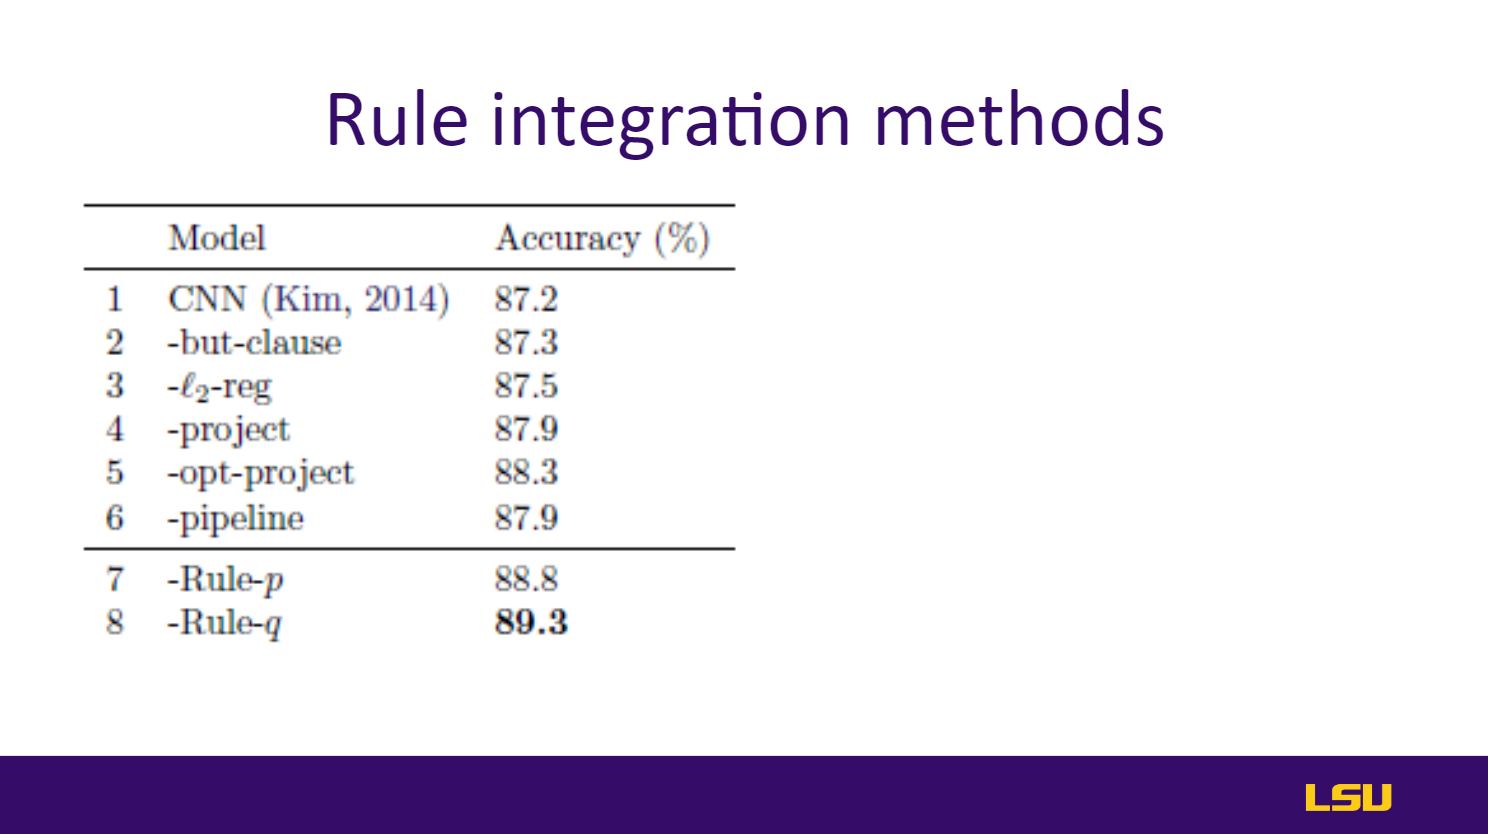 Rule integration methods
Model Accuracy (%)
1 CNN (Kim, 2014) 87.2
2 -but-clause 87.3
3 -ℓ₂-reg 87.5
4 -project 87.9
5 -opt-project 88.3
6 -pipeline 87.9
7 -Rule-p 88.8
8 -Rule-q 89.3
LSU